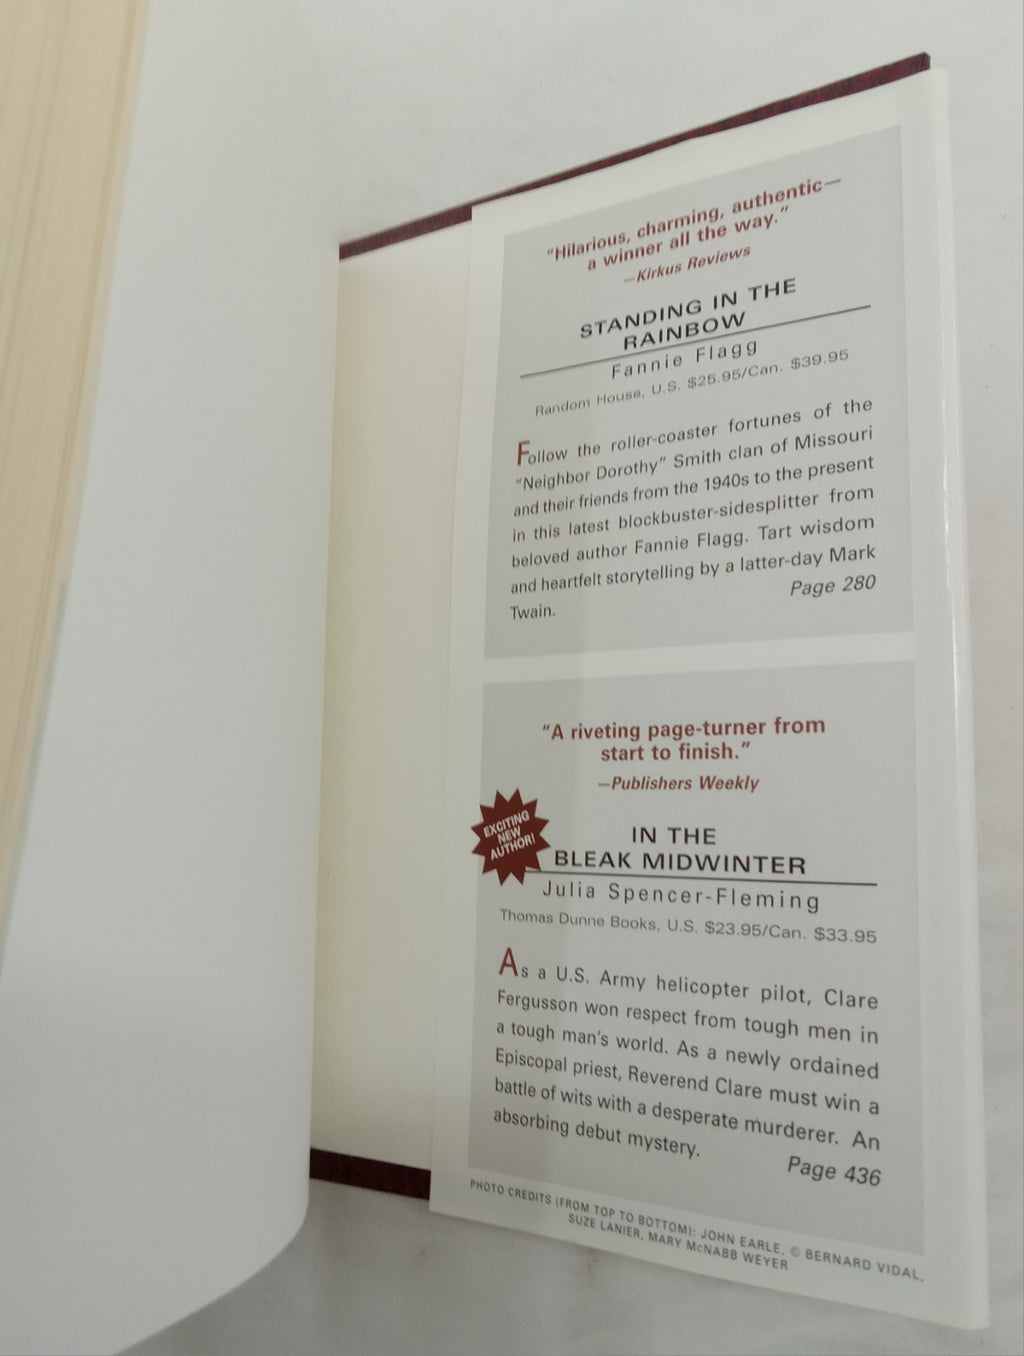 “Hilarious, charming, authentic—
a winner all the way.”
—Kirkus Reviews
STANDING IN THE
RAINBOW
Fannie Flagg
Random House, U.S. $25.95/Can. $39.95
Follow the roller-coaster fortunes of the
“Neighbor Dorothy” Smith clan of Missouri
and their friends from the 1940s to the present
in this latest blockbuster-sidesplitter from
beloved author Fannie Flagg. Tart wisdom
and heartfelt storytelling by a latter-day Mark
Twain.
Page 280
“A riveting page-turner from
start to finish.”
—Publishers Weekly
EXCITING
NEW
AUTHOR!
IN THE
BLEAK MIDWINTER
Julia Spencer-Fleming
Thomas Dunne Books, U.S. $23.95/Can. $33.95
As a U.S. Army helicopter pilot, Clare
Fergusson won respect from tough men in
a tough man’s world. As a newly ordained
Episcopal priest, Reverend Clare must win a
battle of wits with a desperate murderer. An
absorbing debut mystery.
Page 436
PHOTO CREDITS (FROM TOP TO BOTTOM): JOHN EARLE, © BERNARD VIDAL,
SUZE LANIER, MARY McNABB WEYER